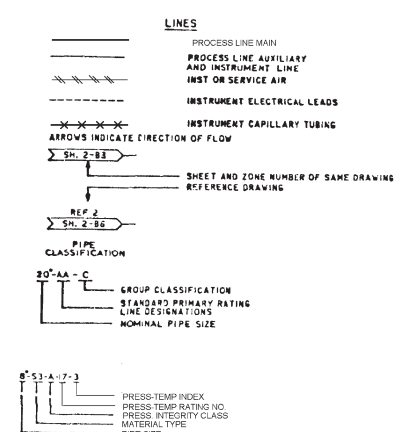 LINES
PROCESS LINE MAIN
PROCESS LINE AUXILIARY
AND INSTRUMENT LINE
INST OR SERVICE AIR
INSTRUMENT ELECTRICAL LEADS
INSTRUMENT CAPILLARY TUBING
ARROWS INDICATE DIRECTION OF FLOW
SH. 2-B3
SHEET AND ZONE NUMBER OF SAME DRAWING
REFERENCE DRAWING
REF 2
SH. 2-B6
PIPE
CLASSIFICATION
20"-AA-C
GROUP CLASSIFICATION
STANDARD PRIMARY RATING
LINE DESIGNATIONS
NOMINAL PIPE SIZE
8"-S3-A-17-3
PRESS-TEMP INDEX
PRESS-TEMP RATING NO.
PRESS. INTEGRITY CLASS
MATERIAL TYPE
PIPE SIZE